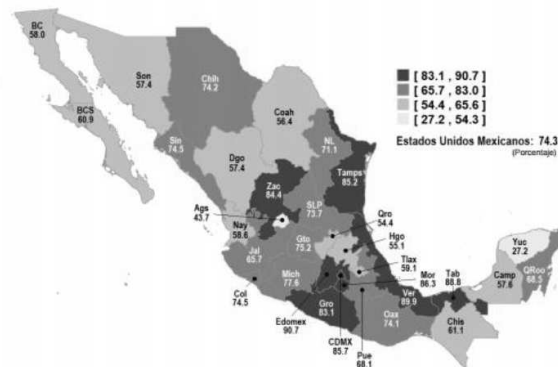 BC
58.0
Son
57.4
Chih
74.2
BCS
60.9
Coah
56.4
Sin
74.5
Dgo
57.4
NL
71.1
Tamps
85.2
Zac
84.4
SLP
73.7
Ags
43.7
Nay
58.6
Jal
65.7
Gto
75.2
Qro
54.4
Hgo
55.1
Tlax
59.1
Mor
86.3
Tab
88.8
Yuc
27.2
QRoo
68.5
Camp
57.6
Col
74.5
Mich
77.6
Edomex
90.7
Gro
83.1
CDMX
85.7
Pue
68.1
Ver
89.9
Oax
74.1
Chis
61.1
[ 83.1 , 90.7 ]
[ 65.7 , 83.0 ]
[ 54.4 , 65.6 ]
[ 27.2 , 54.3 ]
Estados Unidos Mexicanos: 74.3
(Porcentaje)